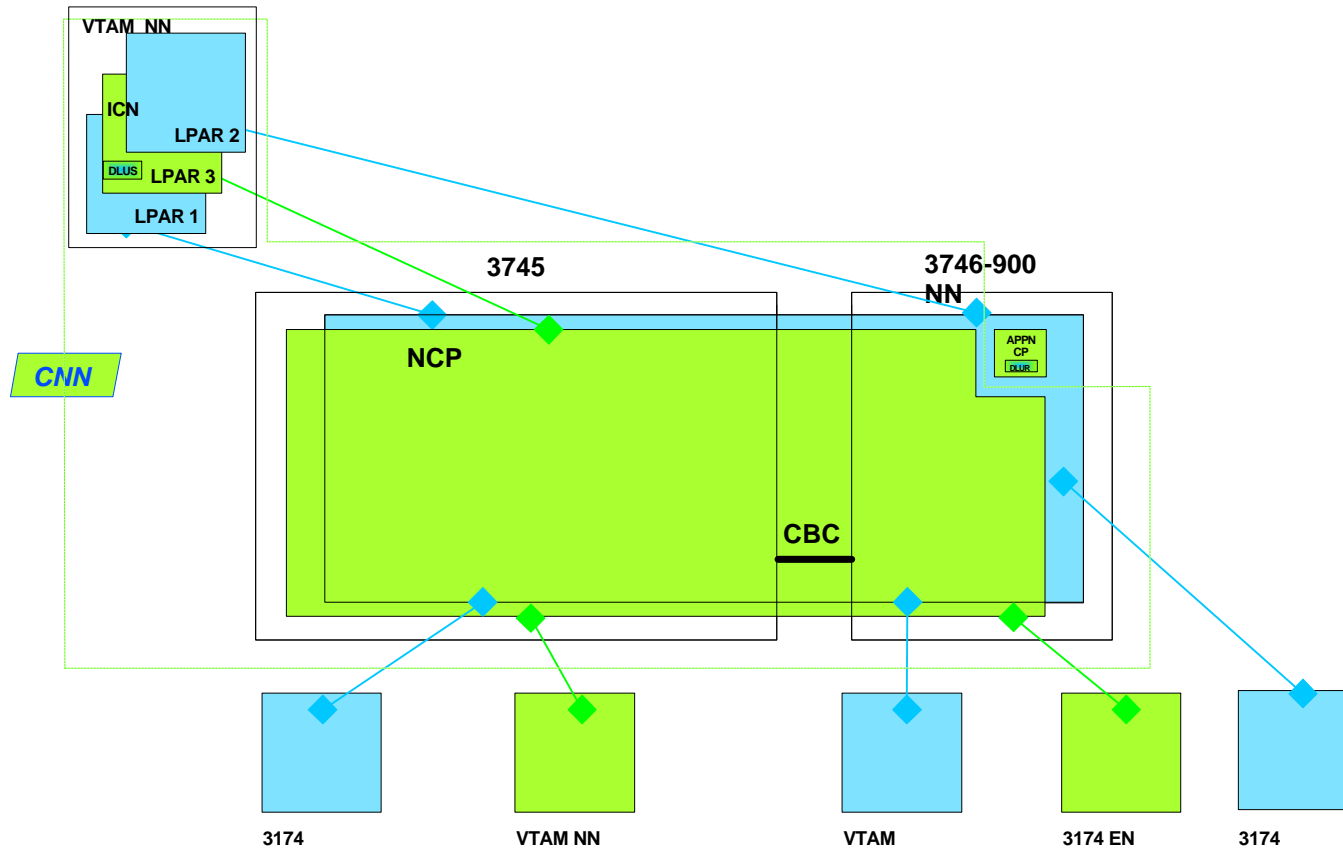 VTAM NN
ICN
LPAR 2
DLUS
LPAR 3
LPAR 1
3745
3746-900
NN
APPN
CP
DLUR
NCP
CNN
CBC
3174
VTAM NN
VTAM
3174 EN
3174